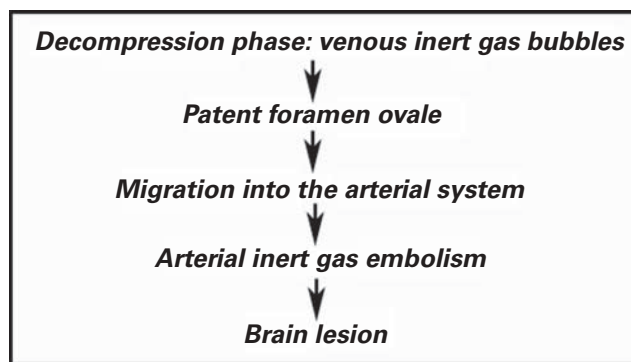 Decompression phase: venous inert gas bubbles
Patent foramen ovale
Migration into the arterial system
Arterial inert gas embolism
Brain lesion